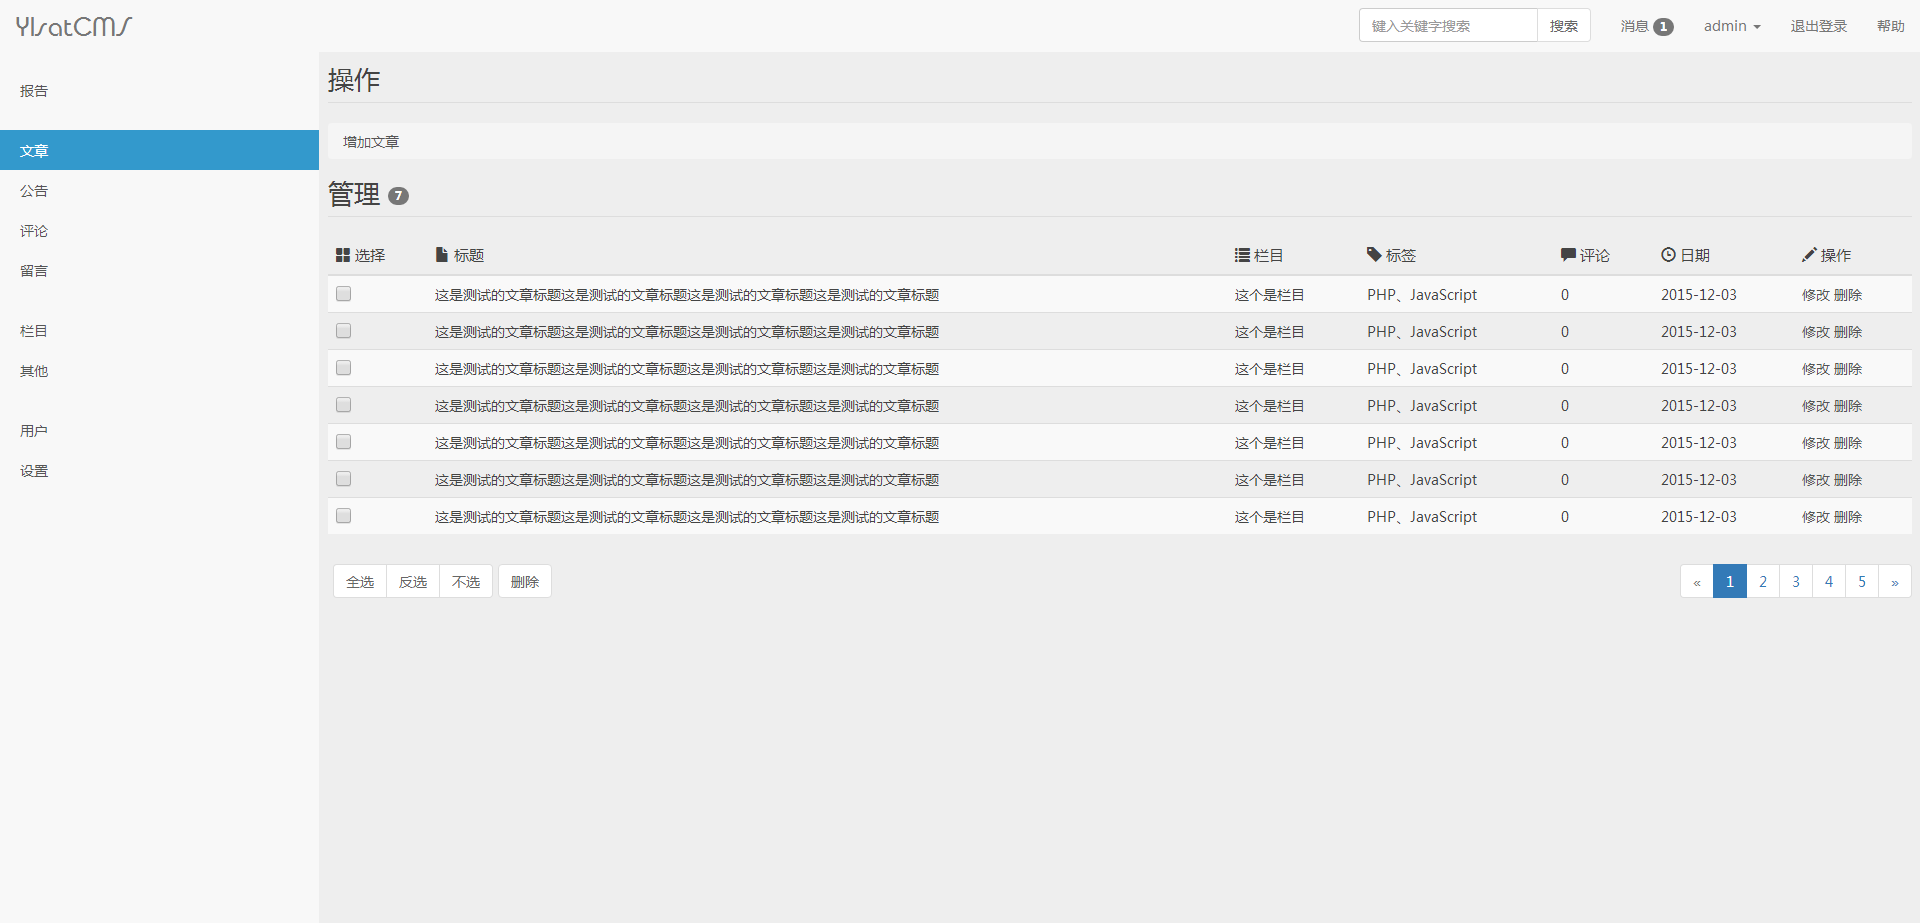 YIsatCMS 键入关键字搜索 搜索 消息 1 admin 退出登录 帮助
报告
文章
公告
评论
留言
栏目
其他
用户
设置
操作
增加文章
管理 7
选择 标题 栏目 标签 评论 日期 操作
这是测试的文章标题这是测试的文章标题这是测试的文章标题这是测试的文章标题 这个是栏目 PHP、JavaScript 0 2015-12-03 修改 删除
这是测试的文章标题这是测试的文章标题这是测试的文章标题这是测试的文章标题 这个是栏目 PHP、JavaScript 0 2015-12-03 修改 删除
这是测试的文章标题这是测试的文章标题这是测试的文章标题这是测试的文章标题 这个是栏目 PHP、JavaScript 0 2015-12-03 修改 删除
这是测试的文章标题这是测试的文章标题这是测试的文章标题这是测试的文章标题 这个是栏目 PHP、JavaScript 0 2015-12-03 修改 删除
这是测试的文章标题这是测试的文章标题这是测试的文章标题这是测试的文章标题 这个是栏目 PHP、JavaScript 0 2015-12-03 修改 删除
这是测试的文章标题这是测试的文章标题这是测试的文章标题这是测试的文章标题 这个是栏目 PHP、JavaScript 0 2015-12-03 修改 删除
这是测试的文章标题这是测试的文章标题这是测试的文章标题这是测试的文章标题 这个是栏目 PHP、JavaScript 0 2015-12-03 修改 删除
全选 反选 不选 删除 « 1 2 3 4 5 »